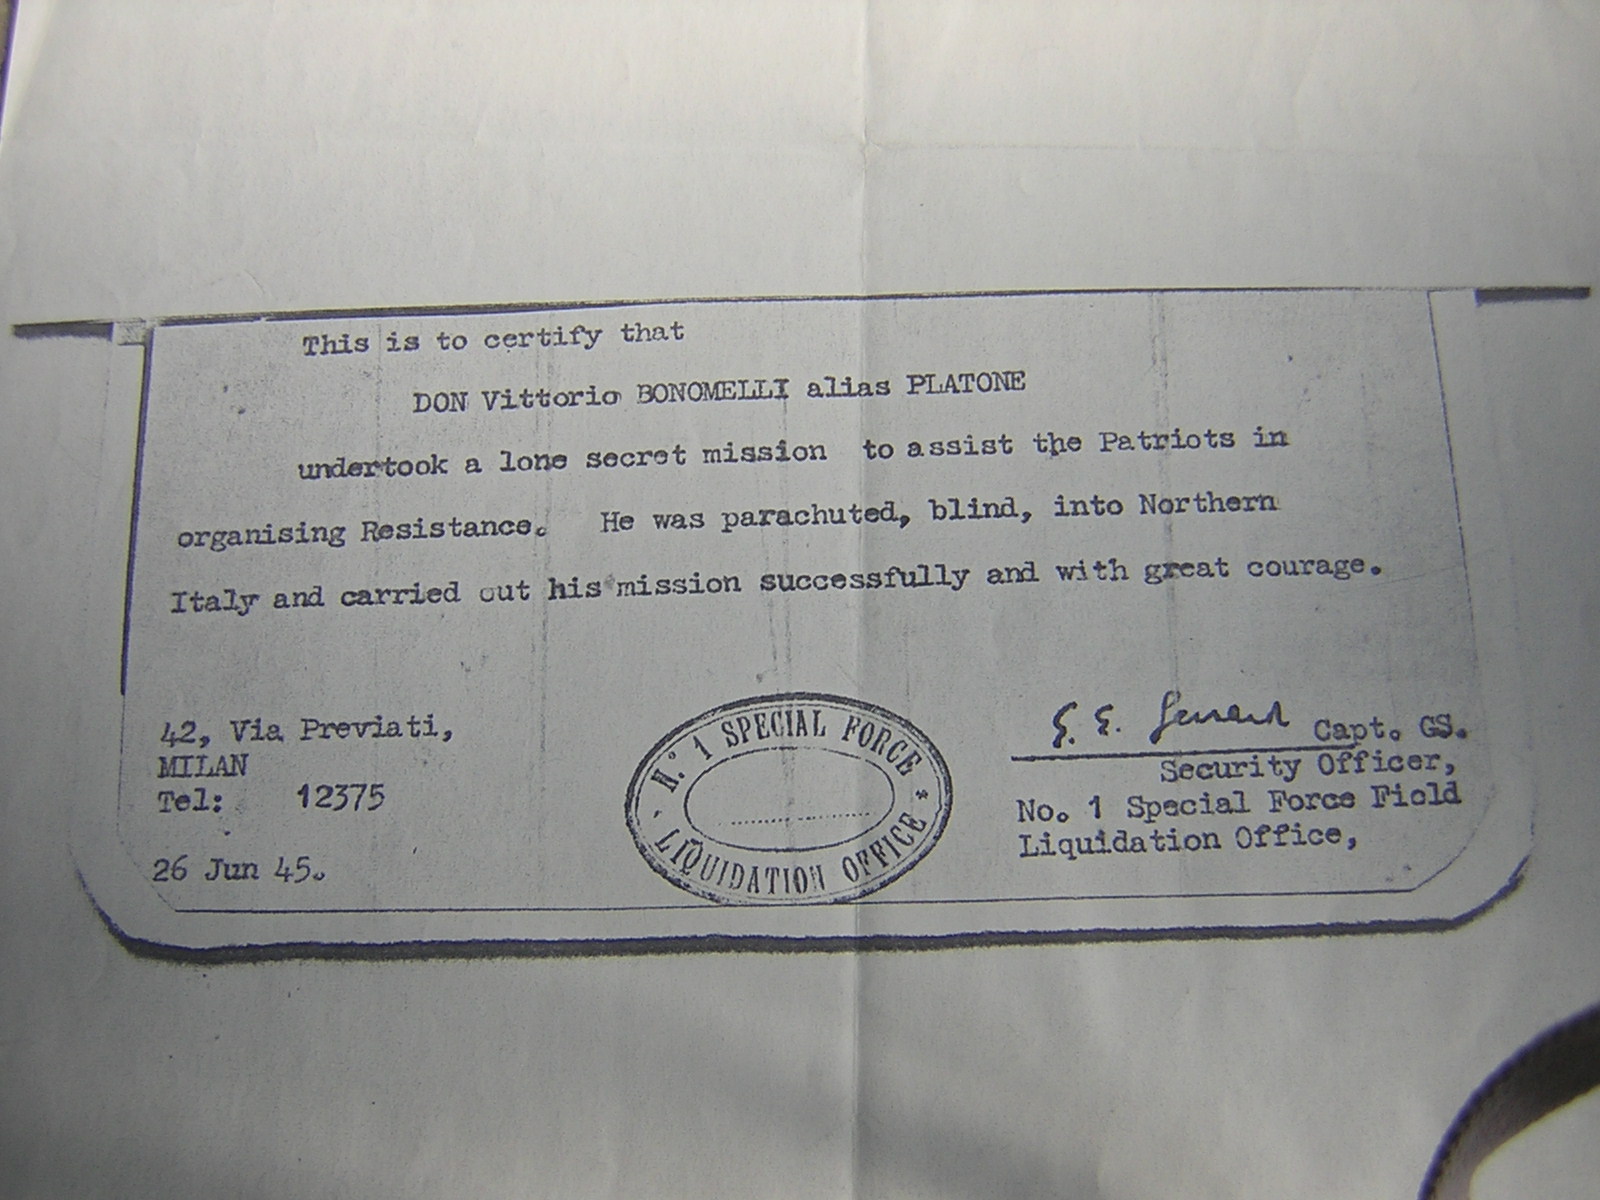 This is to certify that
DON Vittorio BONOMELLI alias PLATONE
undertook a lone secret mission to assist the Patriots in
organising Resistance. He was parachuted, blind, into Northern
Italy and carried out his mission successfully and with great courage.
42, Via Previati,
MILAN
Tel: 12375
26 Jun 45.
N.° 1 SPECIAL FORCE
LIQUIDATION OFFICE
Capt. GS.
Security Officer,
No. 1 Special Force Field
Liquidation Office,